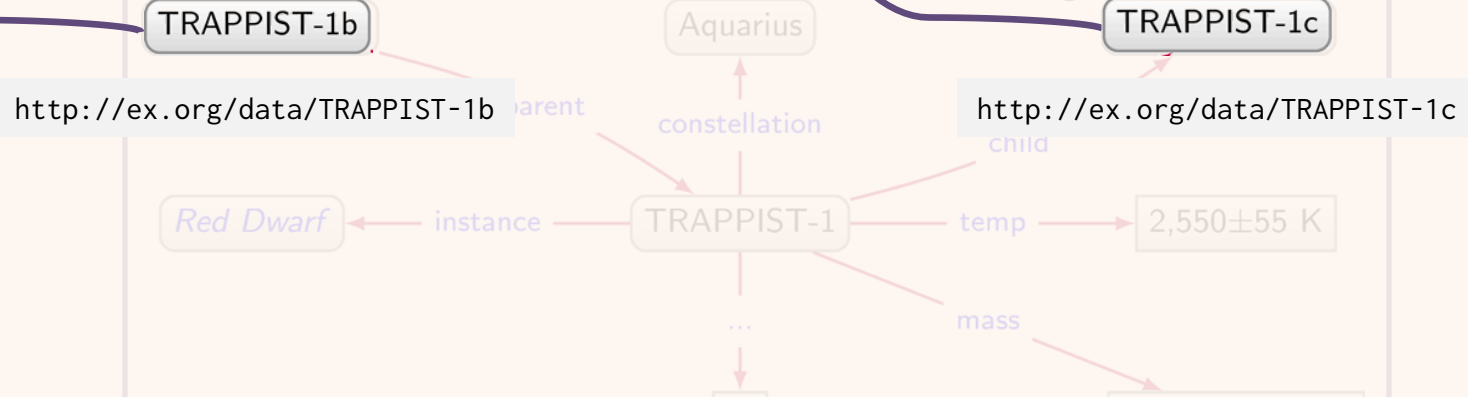 TRAPPIST-1b
Aquarius
TRAPPIST-1c
http://ex.org/data/TRAPPIST-1b
parent
constellation
http://ex.org/data/TRAPPIST-1c
child
Red Dwarf
instance
TRAPPIST-1
temp
2,550±55 K
...
mass